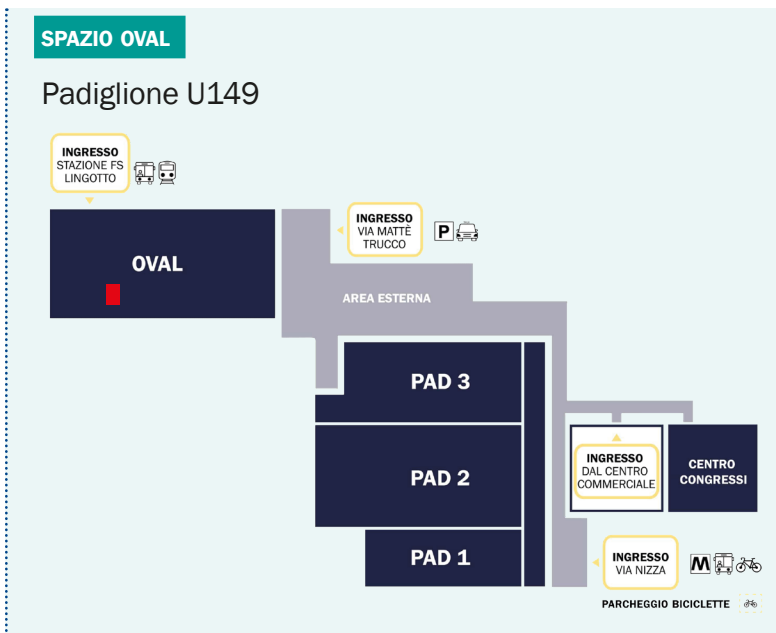 SPAZIO OVAL
Padiglione U149
INGRESSO
STAZIONE FS
LINGOTTO
INGRESSO
VIA MATTÈ
TRUCCO
P
OVAL
AREA ESTERNA
PAD 3
PAD 2
INGRESSO
DAL CENTRO
COMMERCIALE
CENTRO
CONGRESSI
PAD 1
INGRESSO
VIA NIZZA
M
PARCHEGGIO BICICLETTE